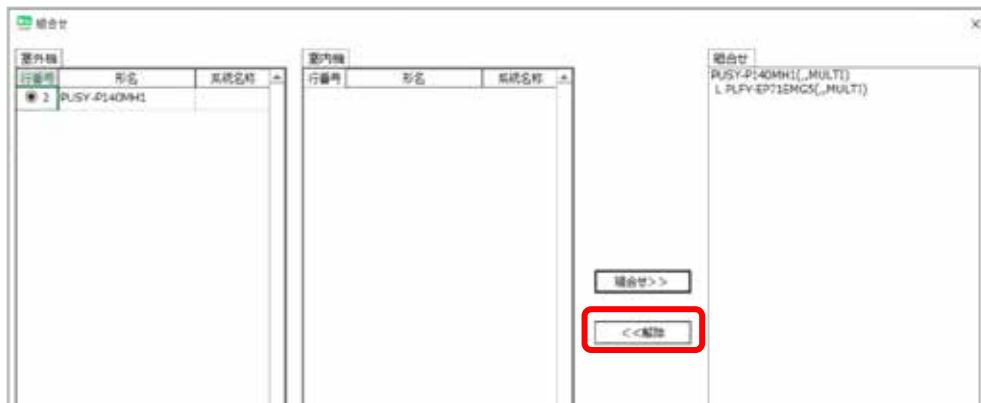 組合せ
室外機
行番号 形名 系統名称
2 PUSY-P140MH1
室内機
行番号 形名 系統名称
組合せ>>
<<解除
組合せ
PUSY-P140MH1(,,MULTI)
L PLFY-EP71EMG5(,,MULTI)